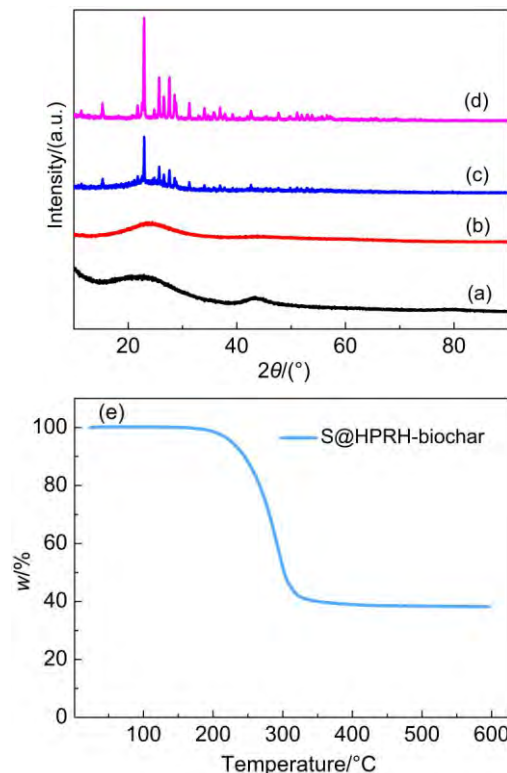 Intensity/(a.u.)
(d)
(c)
(b)
(a)
20 40 60 80
2θ/(°)
(e)
S@HPRH-biochar
w/%
100
80
60
40
20
0
100 200 300 400 500 600
Temperature/°C